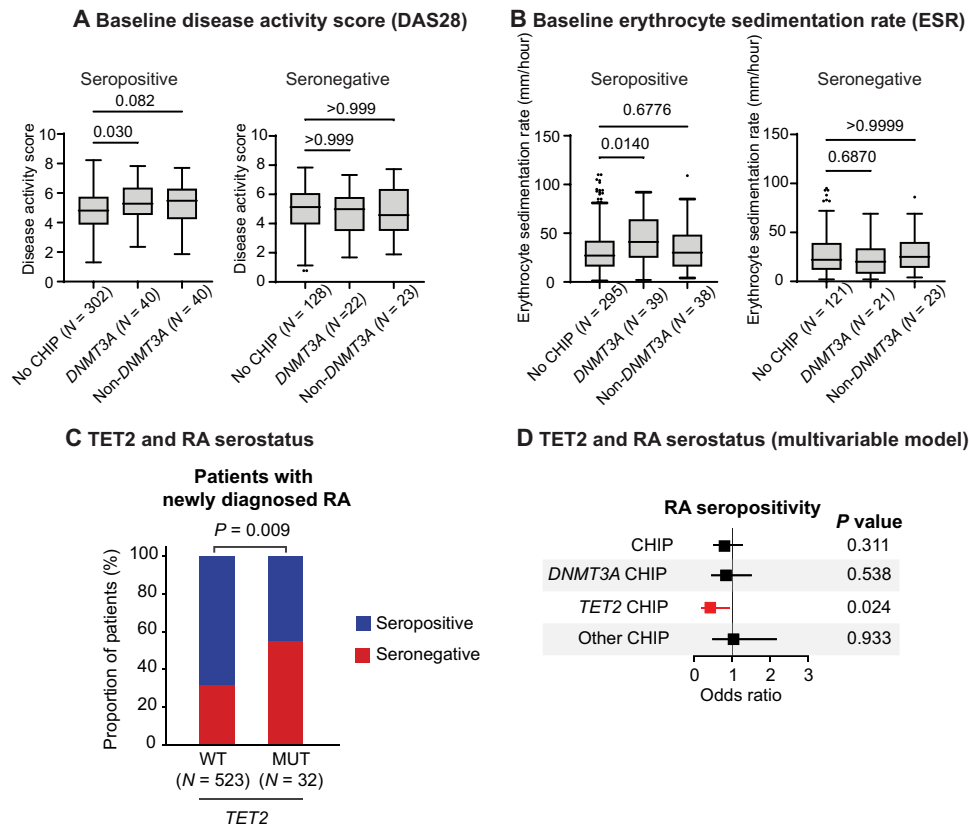 A Baseline disease activity score (DAS28)
Seropositive
0.082
0.030
Disease activity score
10
8
6
4
2
0
No CHIP (N = 302)
DNMT3A (N = 40)
Non-DNMT3A (N = 40)
Seronegative
>0.999
>0.999
Disease activity score
10
8
6
4
2
0
No CHIP (N = 128)
DNMT3A (N =22)
Non-DNMT3A (N = 23)
B Baseline erythrocyte sedimentation rate (ESR)
Seropositive
0.6776
0.0140
Erythrocyte sedimentation rate (mm/hour)
150
100
50
0
No CHIP (N = 295)
DNMT3A (N = 39)
Non-DNMT3A (N = 38)
Seronegative
>0.9999
0.6870
Erythrocyte sedimentation rate (mm/hour)
150
100
50
0
No CHIP (N = 121)
DNMT3A (N = 21)
Non-DNMT3A (N = 23)
C TET2 and RA serostatus
Patients with
newly diagnosed RA
P = 0.009
Proportion of patients (%)
100
80
60
40
20
0
WT
(N = 523)
MUT
(N = 32)
TET2
Seropositive
Seronegative
D TET2 and RA serostatus (multivariable model)
RA seropositivity
P value
CHIP 0.311
DNMT3A CHIP 0.538
TET2 CHIP 0.024
Other CHIP 0.933
0 1 2 3
Odds ratio